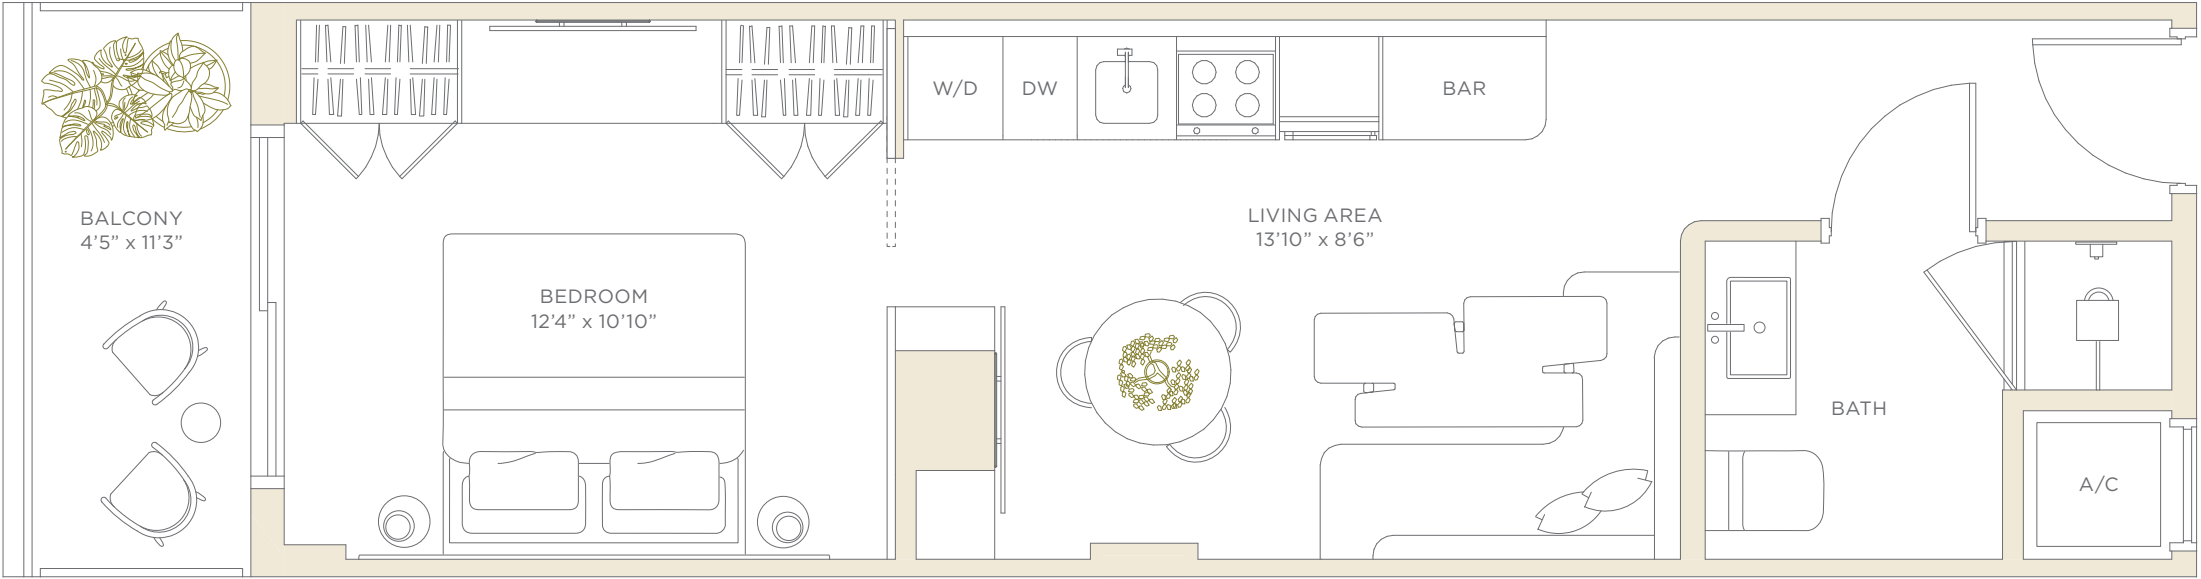 BALCONY
4'5” x 11'3”
BEDROOM
12'4” x 10'10”
W/D
DW
BAR
LIVING AREA
13'10” x 8'6”
BATH
A/C